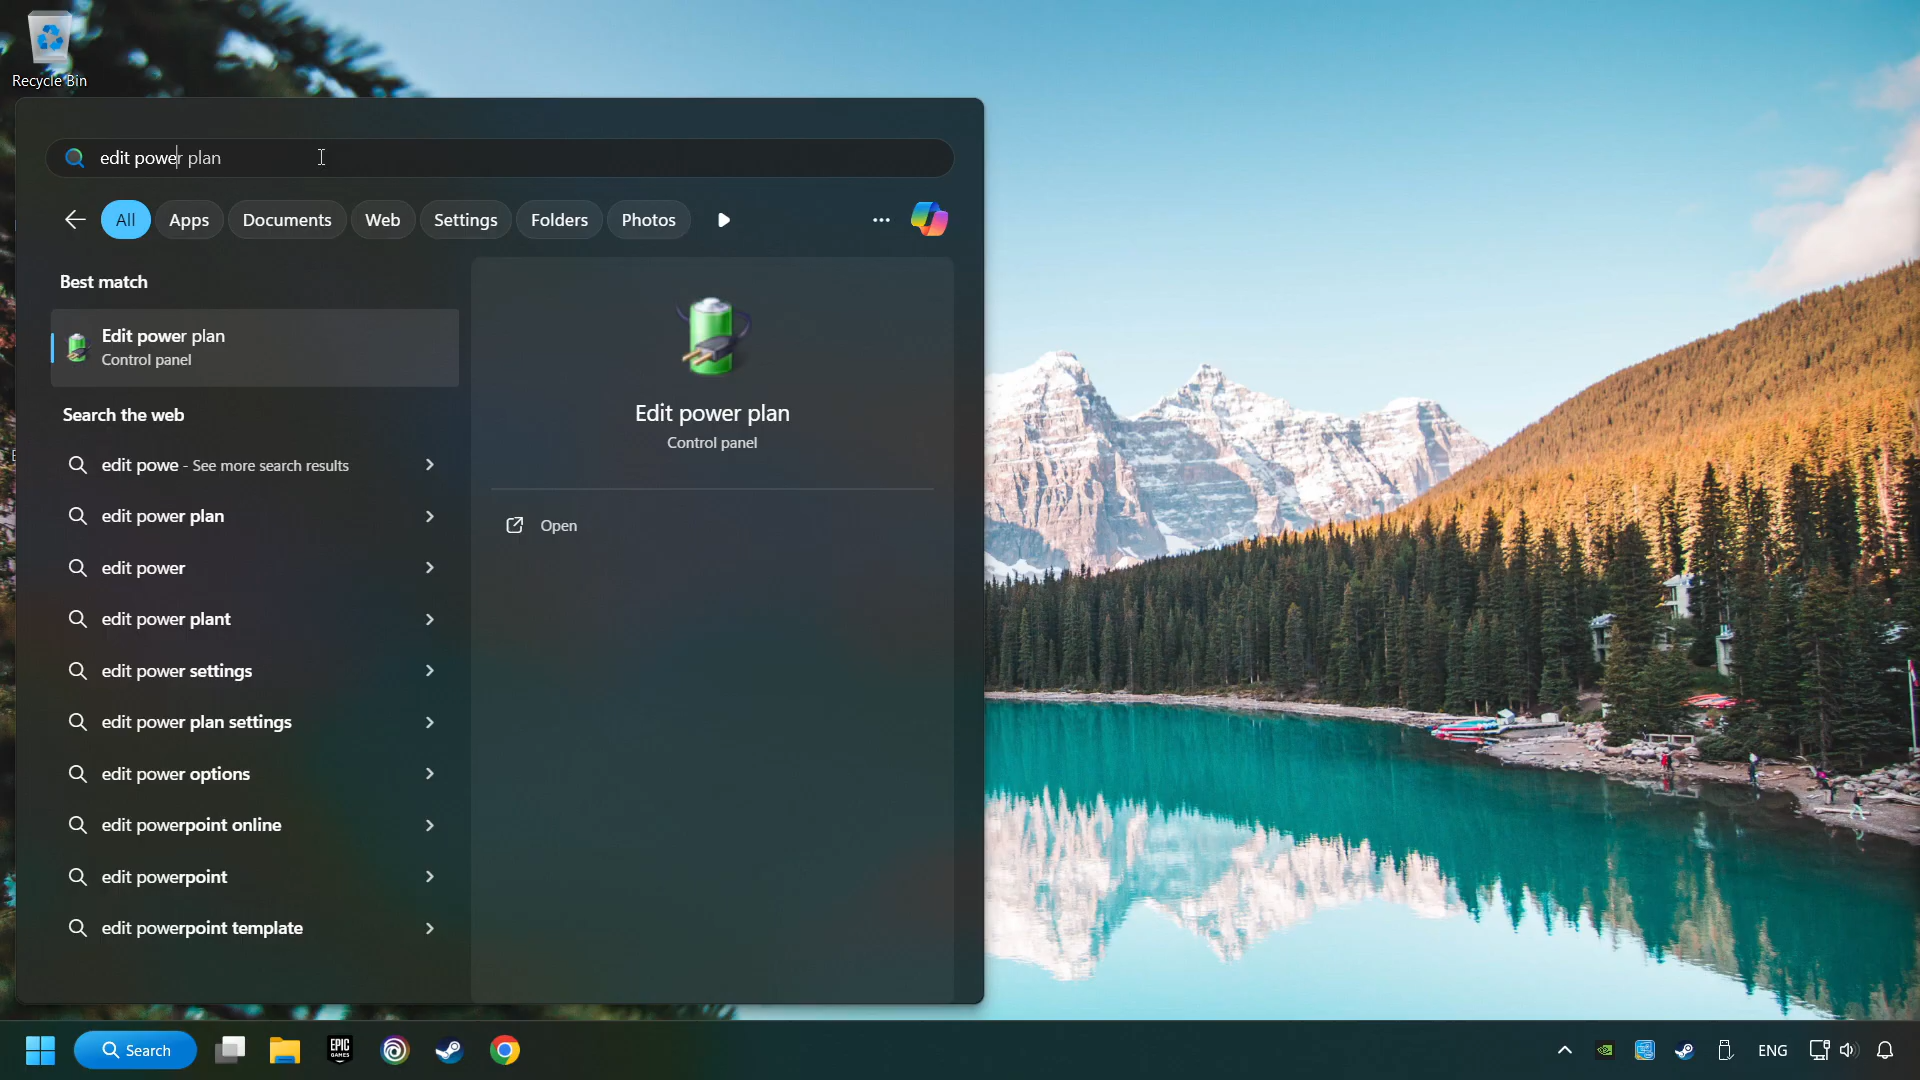 Recycle Bin
edit power plan
All
Apps
Documents
Web
Settings
Folders
Photos
Best match
Edit power plan
Control panel
Search the web
edit powe - See more search results
edit power plan
edit power
edit power plant
edit power settings
edit power plan settings
edit power options
edit powerpoint online
edit powerpoint
edit powerpoint template
Edit power plan
Control panel
Open
Search
EPIC
GAMES
ENG